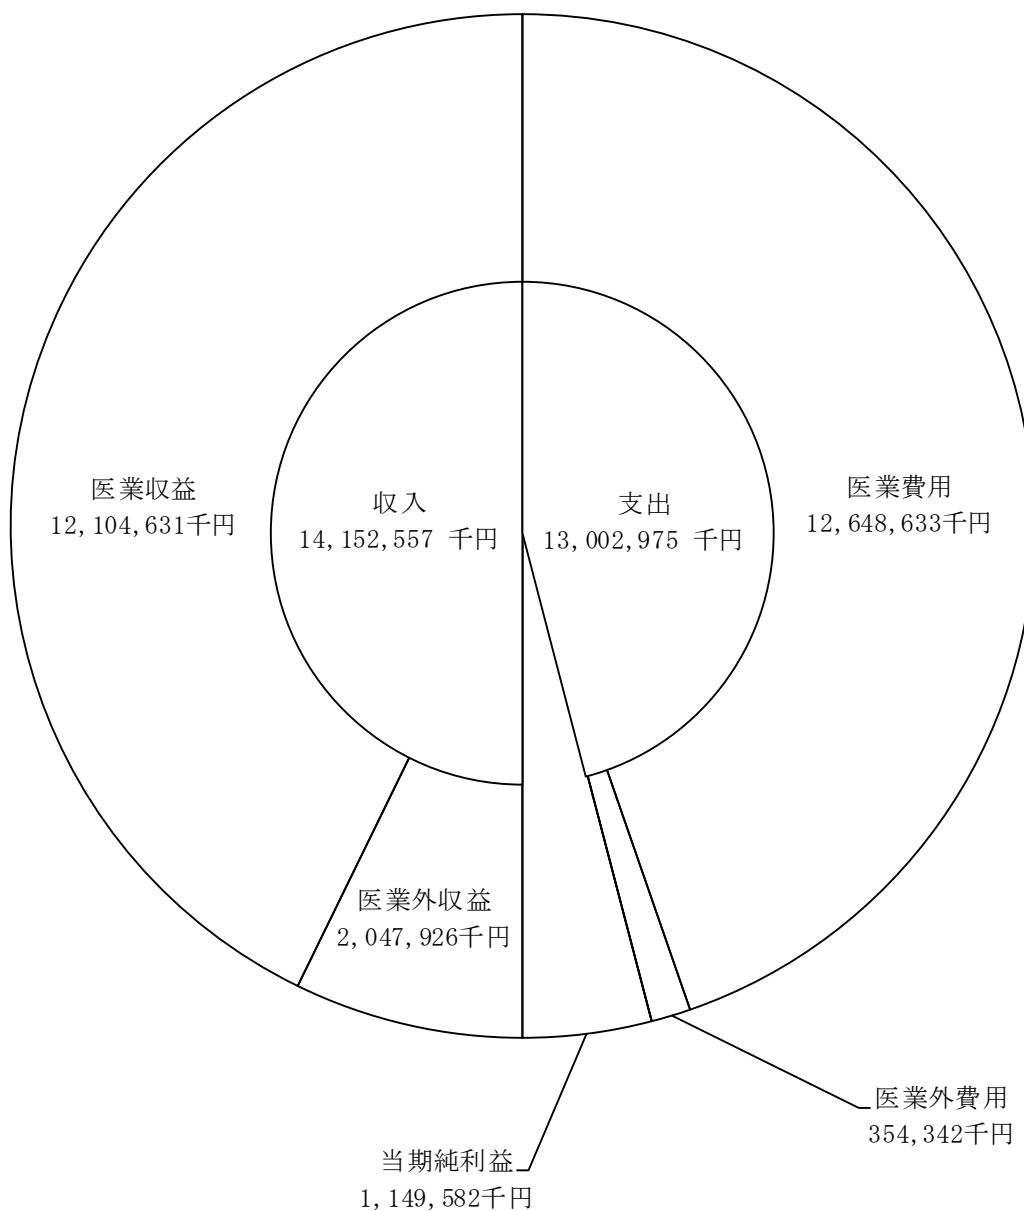 医業収益
12,104,631千円
収入
14,152,557 千円
支出
13,002,975 千円
医業費用
12,648,633千円
医業外収益
2,047,926千円
医業外費用
354,342千円
当期純利益
1,149,582千円